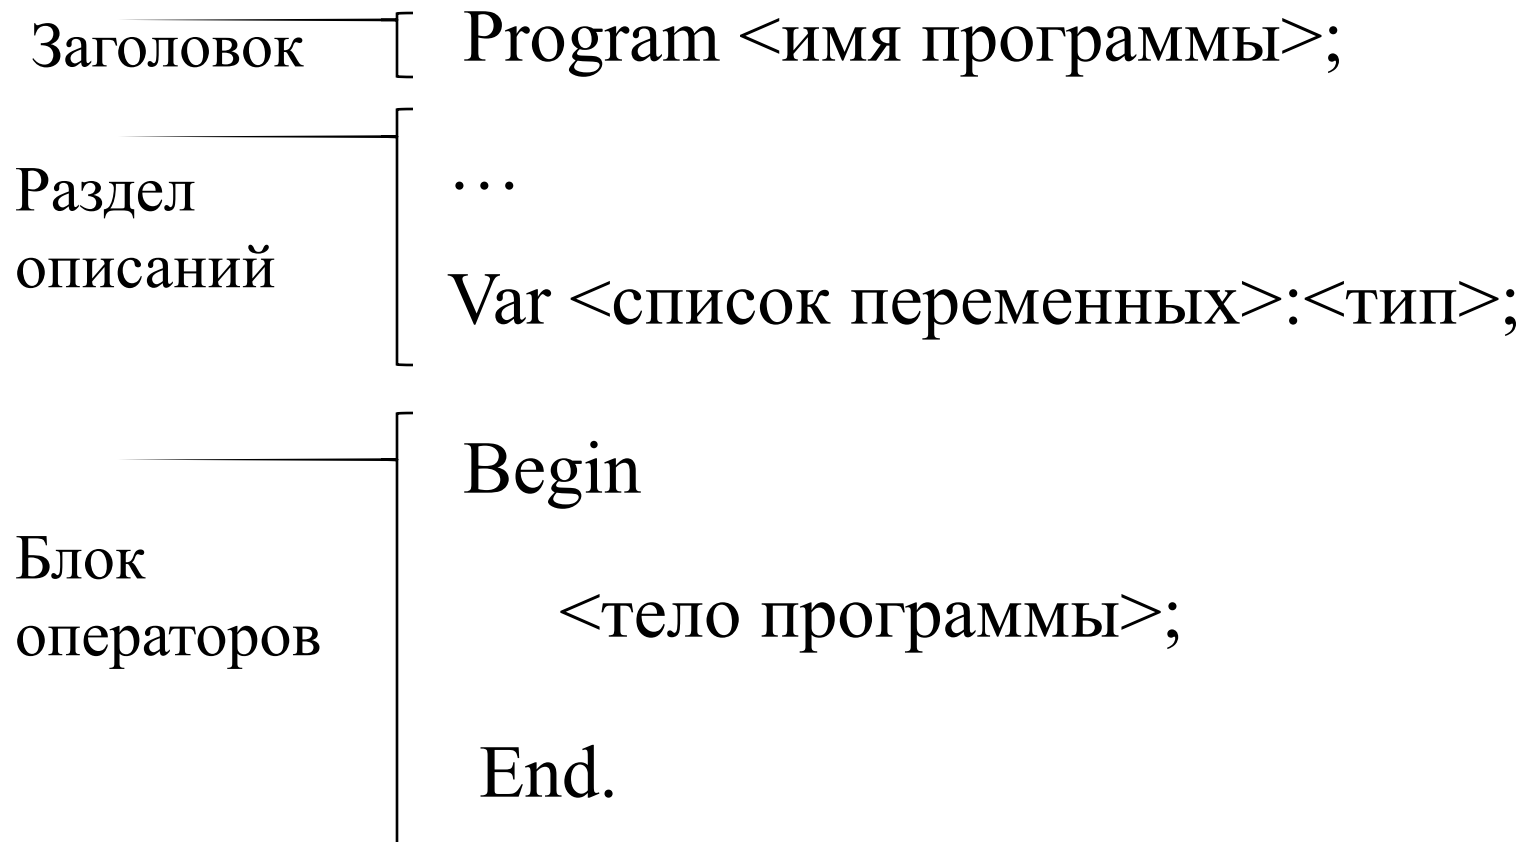 Заголовок
Program <имя программы>;
Раздел
описаний
…
Var <список переменных>:<тип>;
Блок
операторов
Begin
<тело программы>;
End.